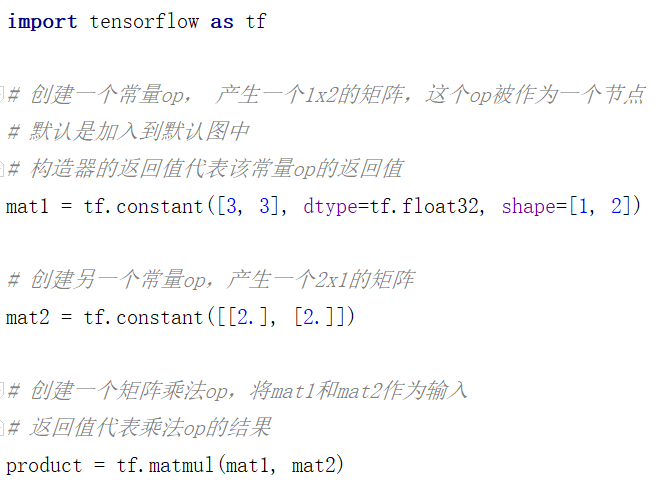 import tensorflow as tf
# 创建一个常量op， 产生一个1x2的矩阵，这个op被作为一个节点
# 默认是加入到默认图中
# 构造器的返回值代表该常量op的返回值
mat1 = tf.constant([3, 3], dtype=tf.float32, shape=[1, 2])
# 创建另一个常量op，产生一个2x1的矩阵
mat2 = tf.constant([[2.], [2.]])
# 创建一个矩阵乘法op，将mat1和mat2作为输入
# 返回值代表乘法op的结果
product = tf.matmul(mat1, mat2)